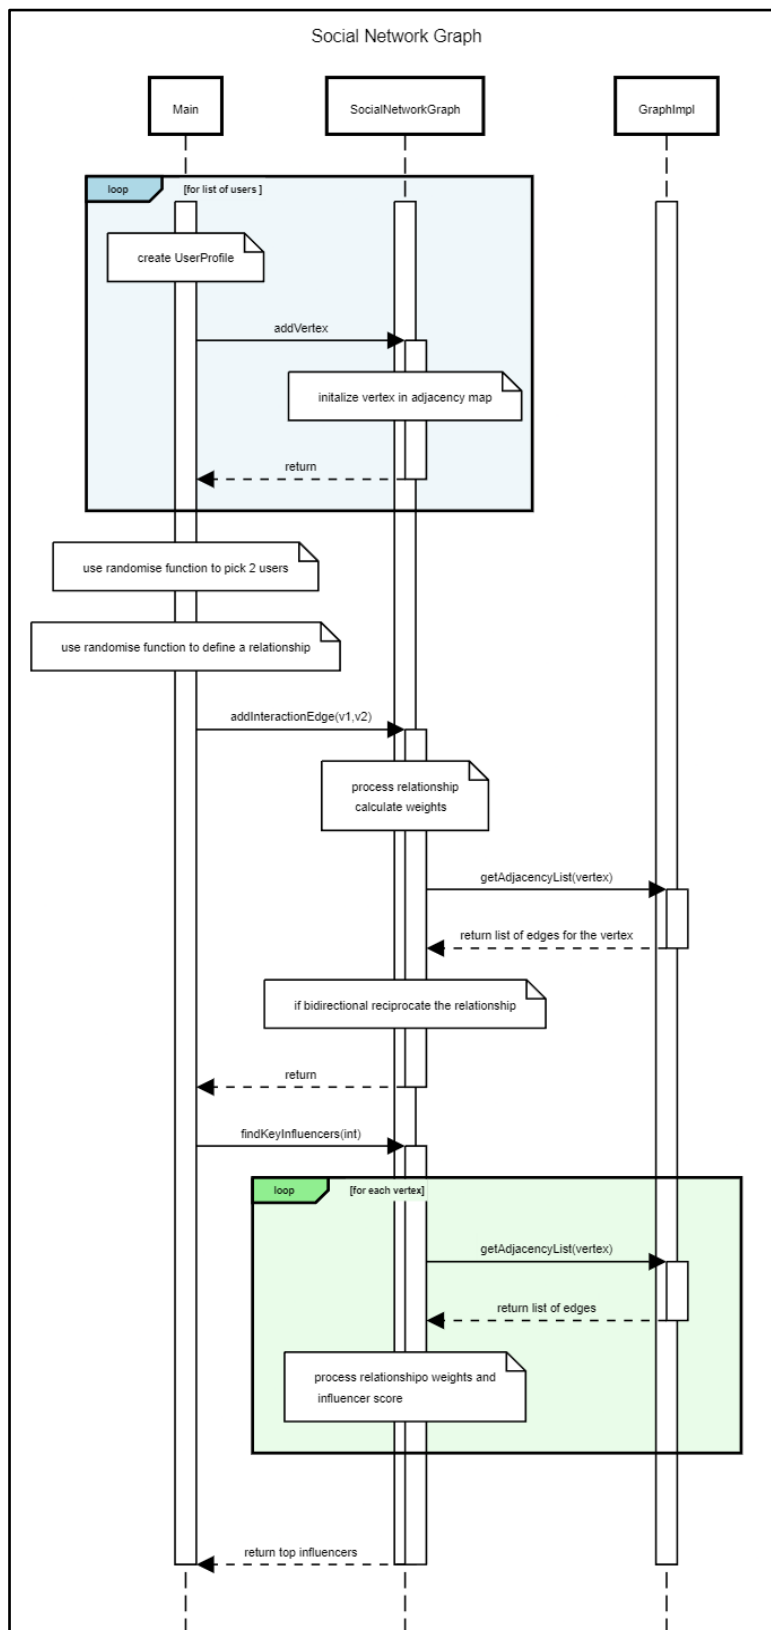 Social Network Graph
Main
SocialNetworkGraph
GraphImpl
loop
[for list of users ]
create UserProfile
addVertex
initalize vertex in adjacency map
return
use randomise function to pick 2 users
use randomise function to define a relationship
addInteractionEdge(v1,v2)
process relationship
calculate weights
getAdjacencyList(vertex)
return list of edges for the vertex
if bidirectional reciprocate the relationship
return
findKeyInfluencers(int)
loop
[for each vertex]
getAdjacencyList(vertex)
return list of edges
process relationshipo weights and
influencer score
return top influencers